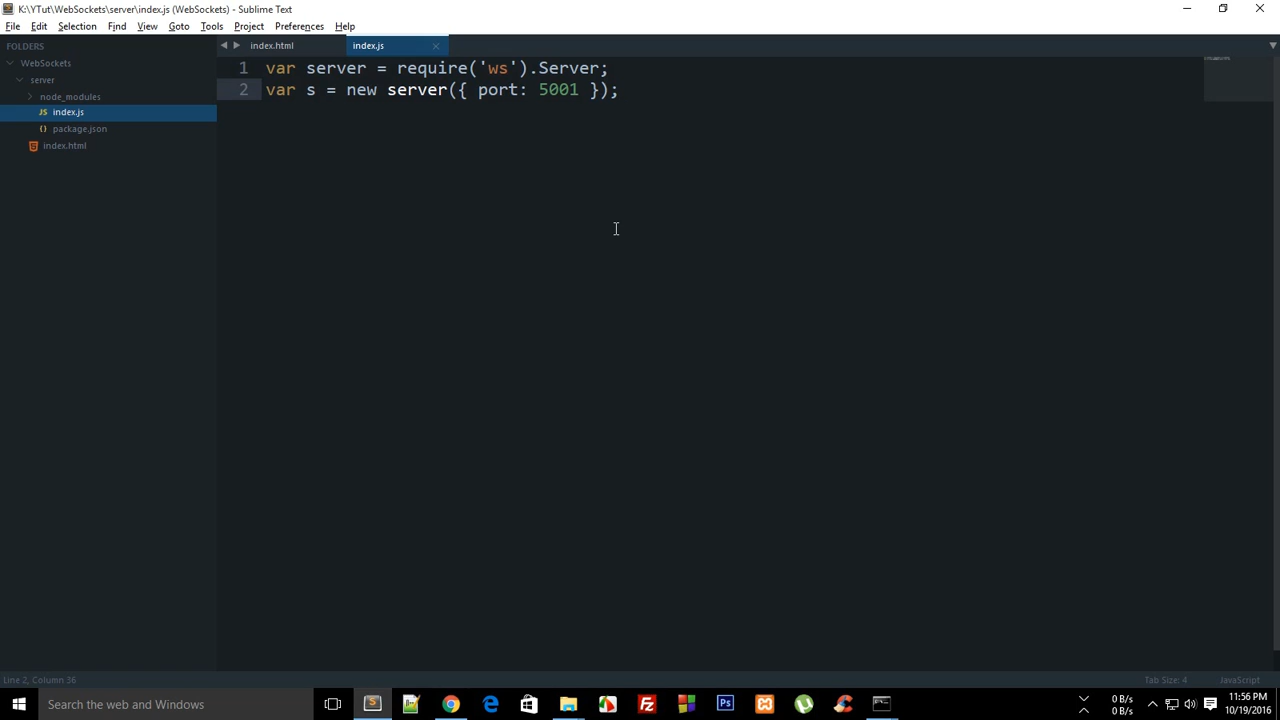 K:\YTut\WebSockets\server\index.js (WebSockets) - Sublime Text
File Edit Selection Find View Goto Tools Project Preferences Help
FOLDERS
WebSockets
server
node_modules
JS index.js
{} package.json
index.html
index.html index.js
1 var server = require('ws').Server;
2 var s = new server({ port: 5001 });
Line 2, Column 36
Tab Size: 4 JavaScript
Search the web and Windows
0 B/s
0 B/s
11:56 PM
10/19/2016